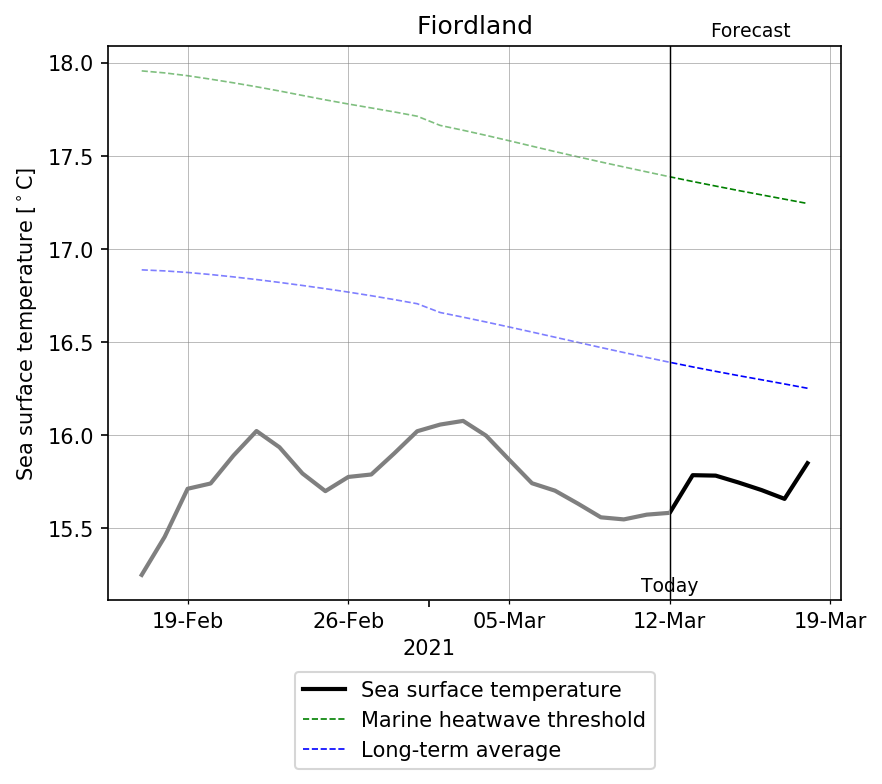 Fiordland
Forecast
Sea surface temperature [°C]
18.0
17.5
17.0
16.5
16.0
15.5
Today
19-Feb
26-Feb
05-Mar
12-Mar
19-Mar
2021
Sea surface temperature
Marine heatwave threshold
Long-term average